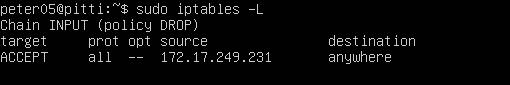 peter05@pitti:~$ sudo iptables -L
Chain INPUT (policy DROP)
target     prot opt source               destination
ACCEPT     all  --  172.17.249.231       anywhere